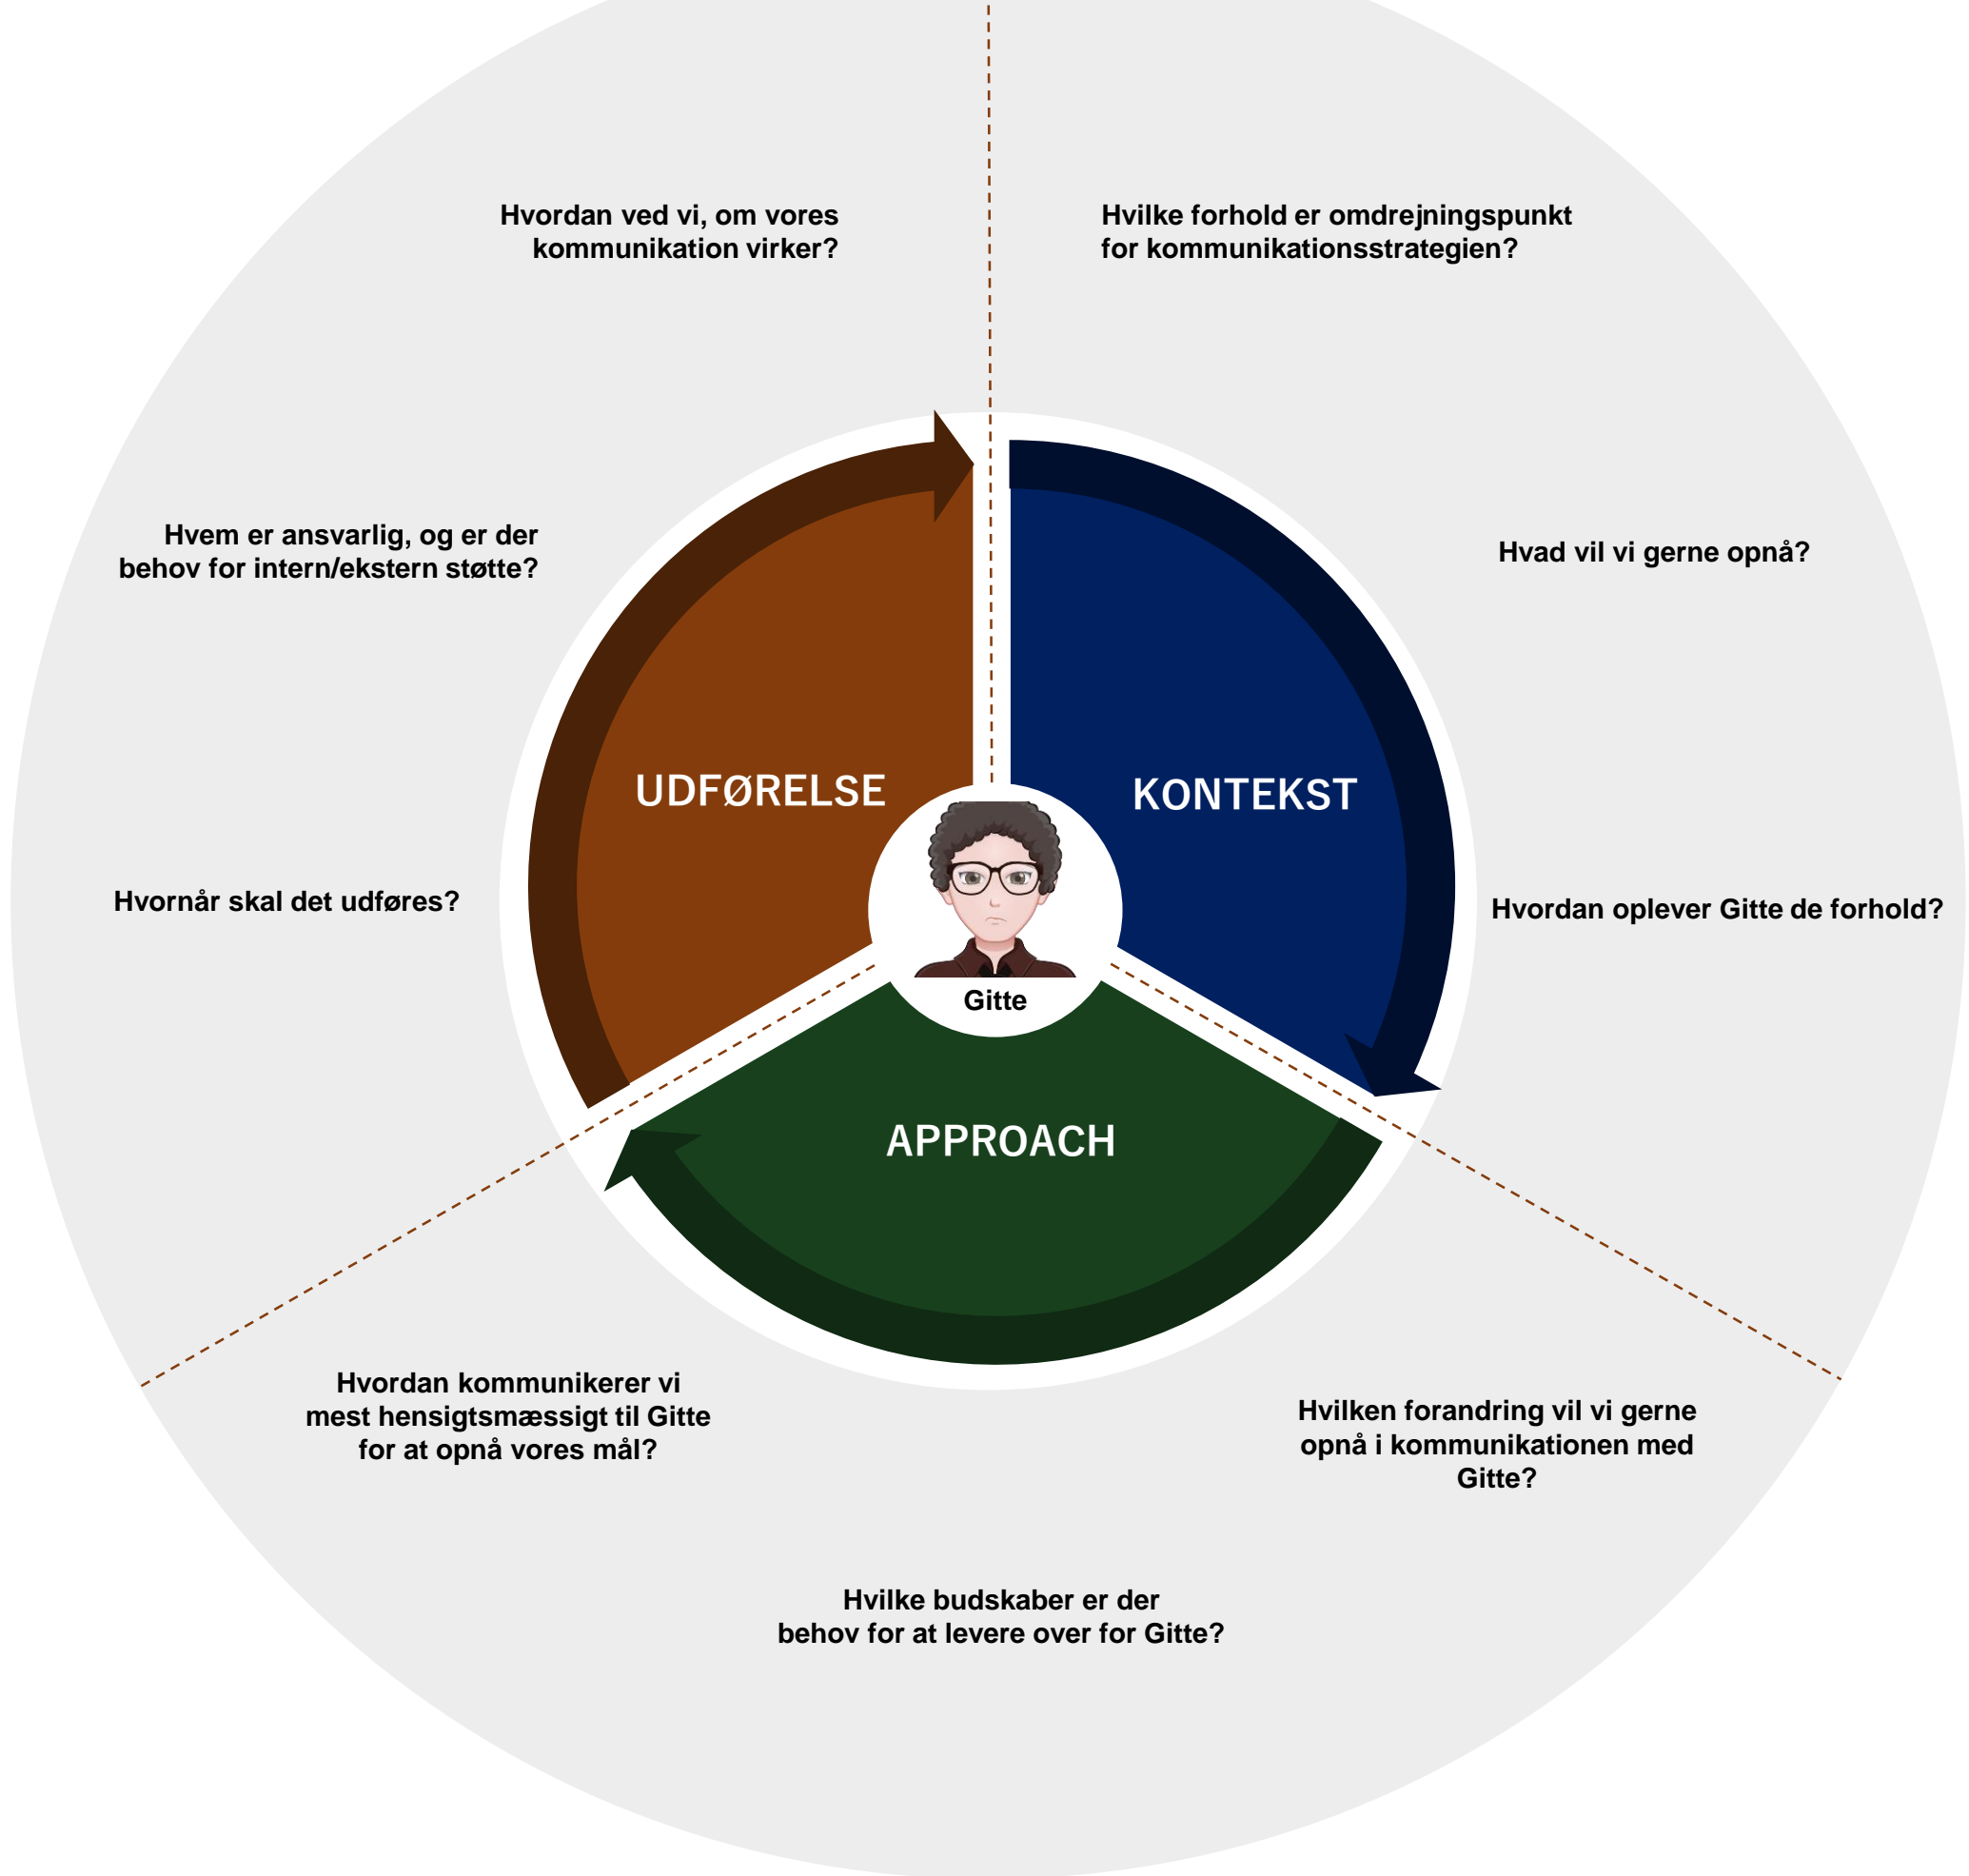 Hvordan ved vi, om vores
kommunikation virker?
Hvilke forhold er omdrejningspunkt
for kommunikationsstrategien?
Hvem er ansvarlig, og er der
behov for intern/ekstern støtte?
Hvad vil vi gerne opnå?
UDFØRELSE
KONTEKST
Hvornår skal det udføres?
Hvordan oplever Gitte de forhold?
Gitte
APPROACH
Hvordan kommunikerer vi
mest hensigtsmæssigt til Gitte
for at opnå vores mål?
Hvilken forandring vil vi gerne
opnå i kommunikationen med
Gitte?
Hvilke budskaber er der
behov for at levere over for Gitte?